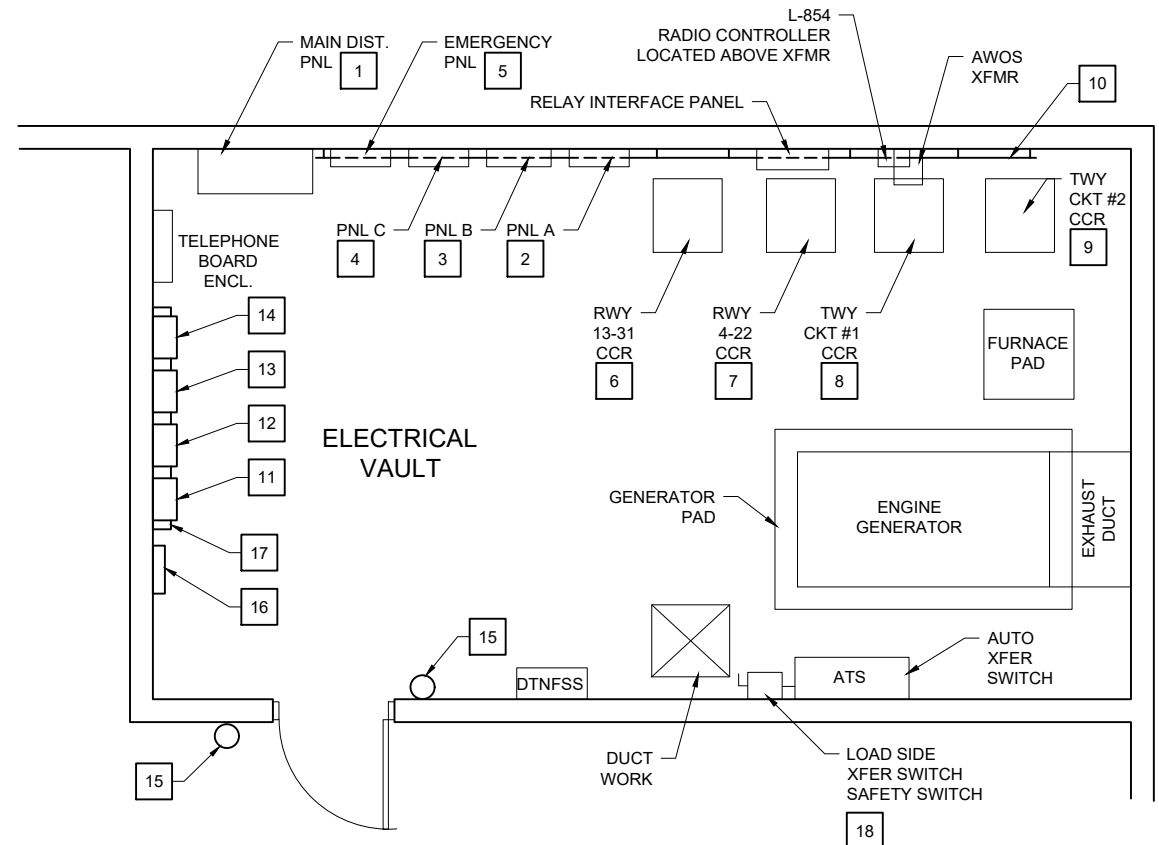 L-854
RADIO CONTROLLER
LOCATED ABOVE XFMR
MAIN DIST.
PNL
1
EMERGENCY
PNL
5
AWOS
XFMR
10
RELAY INTERFACE PANEL
TWY
CKT #2
CCR
9
TELEPHONE
BOARD
ENCL.
PNL C
4
PNL B
3
PNL A
2
RWY
13-31
CCR
6
RWY
4-22
CCR
7
TWY
CKT #1
CCR
8
FURNACE
PAD
14
13
12
11
17
16
ELECTRICAL
VAULT
GENERATOR
PAD
ENGINE
GENERATOR
EXHAUST
DUCT
15
DTNFSS
ATS
AUTO
XFER
SWITCH
15
DUCT
WORK
LOAD SIDE
XFER SWITCH
SAFETY SWITCH
18